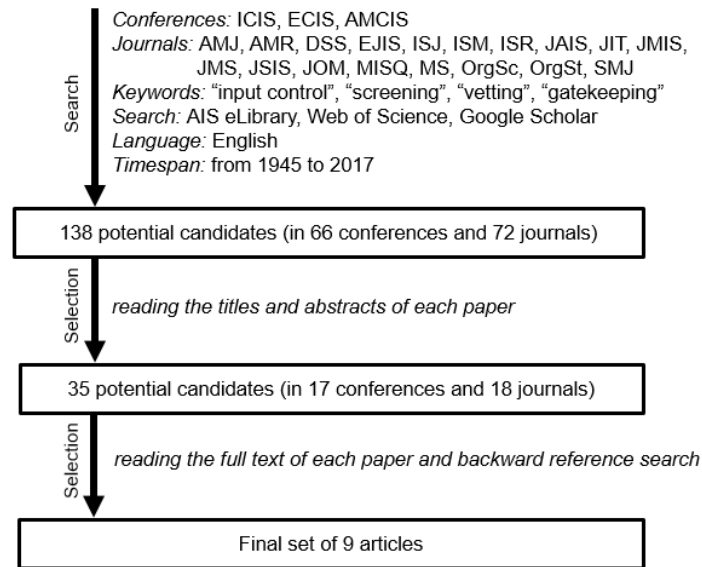 Search
Conferences: ICIS, ECIS, AMCIS
Journals: AMJ, AMR, DSS, EJIS, ISJ, ISM, ISR, JAIS, JIT, JMIS,
JMS, JSIS, JOM, MISQ, MS, OrgSc, OrgSt, SMJ
Keywords: “input control”, “screening”, “vetting”, “gatekeeping”
Search: AIS eLibrary, Web of Science, Google Scholar
Language: English
Timespan: from 1945 to 2017
138 potential candidates (in 66 conferences and 72 journals)
Selection
reading the titles and abstracts of each paper
35 potential candidates (in 17 conferences and 18 journals)
Selection
reading the full text of each paper and backward reference search
Final set of 9 articles